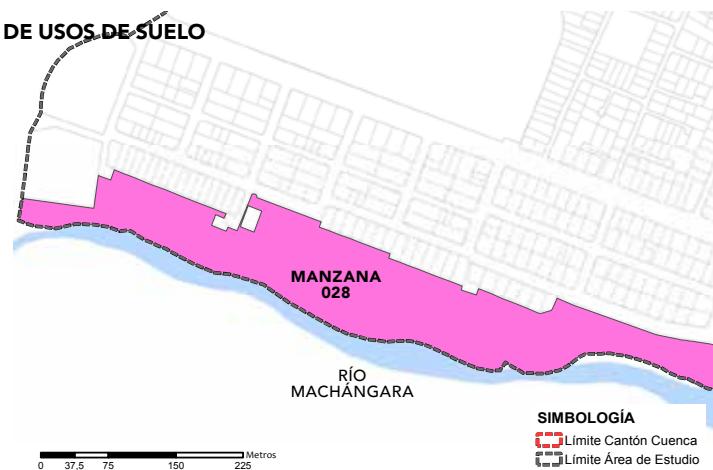 DE USOS DE SUELO
MANZANA
028
RÍO
MACHÁNGARA
SIMBOLOGÍA
Límite Cantón Cuenca
Límite Área de Estudio
Metros
0 37.5 75 150 225